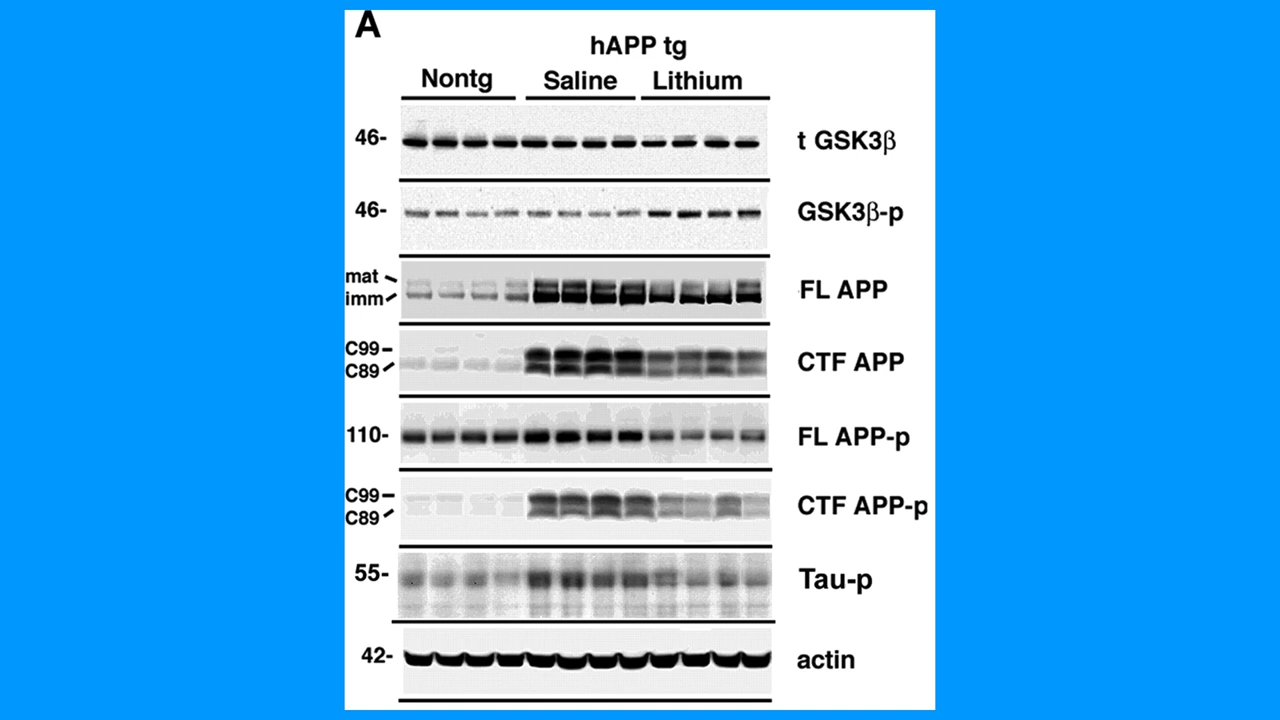 A
hAPP tg
Nontg Saline Lithium
46- t GSK3β
46- GSK3β-p
mat
imm FL APP
C99
C89 CTF APP
110- FL APP-p
C99
C89 CTF APP-p
55- Tau-p
42- actin